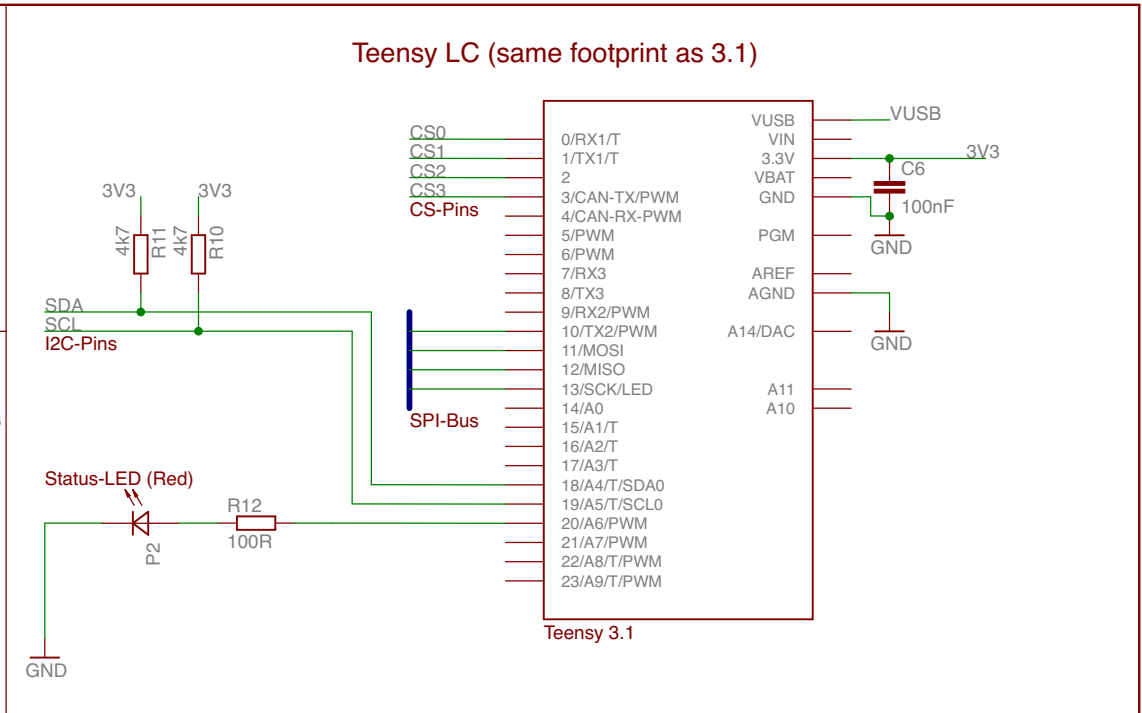 Teensy LC (same footprint as 3.1)
CS0
CS1
CS2
CS3
CS-Pins
3V3
3V3
4k7
R11
4k7
R10
SDA
SCL
I2C-Pins
SPI-Bus
Status-LED (Red)
P2
R12
100R
GND
0/RX1/T
1/TX1/T
2
3/CAN-TX/PWM
4/CAN-RX-PWM
5/PWM
6/PWM
7/RX3
8/TX3
9/RX2/PWM
10/TX2/PWM
11/MOSI
12/MISO
13/SCK/LED
14/A0
15/A1/T
16/A2/T
17/A3/T
18/A4/T/SDA0
19/A5/T/SCL0
20/A6/PWM
21/A7/PWM
22/A8/T/PWM
23/A9/T/PWM
VUSB
VIN
3.3V
VBAT
GND
PGM
AREF
AGND
A14/DAC
A11
A10
Teensy 3.1
VUSB
3V3
C6
100nF
GND
GND